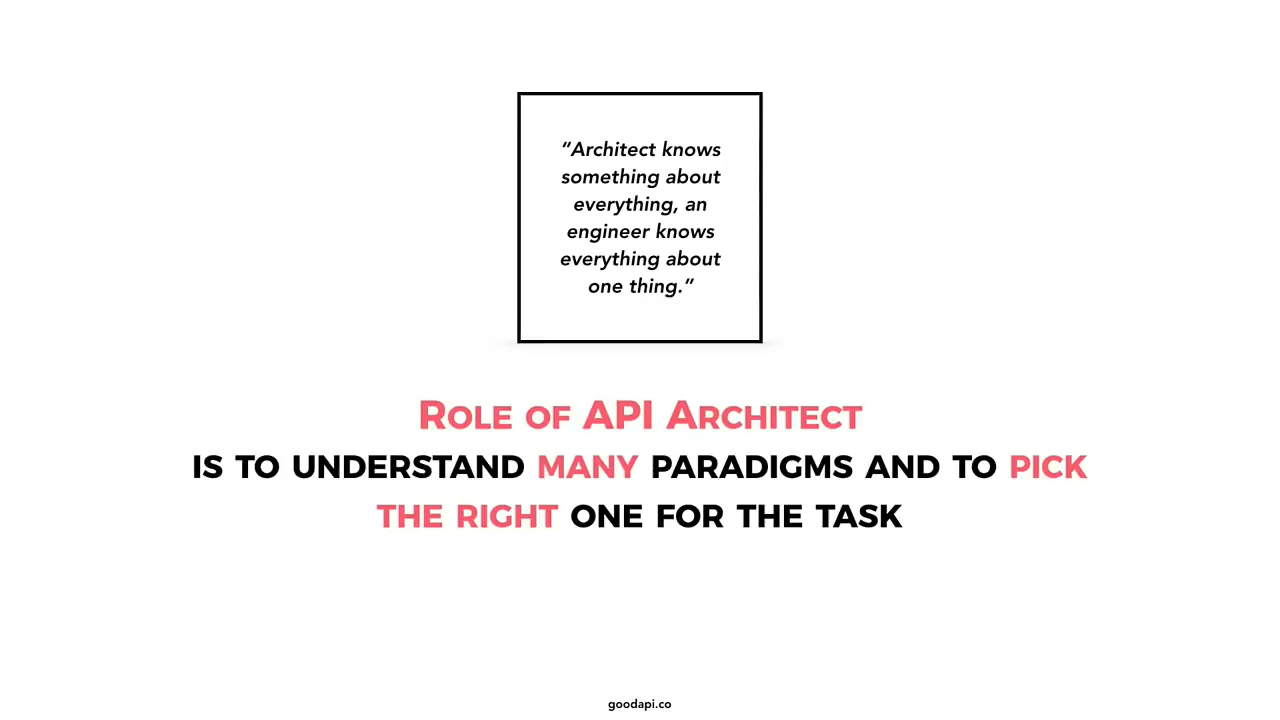 “Architect knows
something about
everything, an
engineer knows
everything about
one thing.”
Role of API Architect
is to understand many paradigms and to pick
the right one for the task
goodapi.co